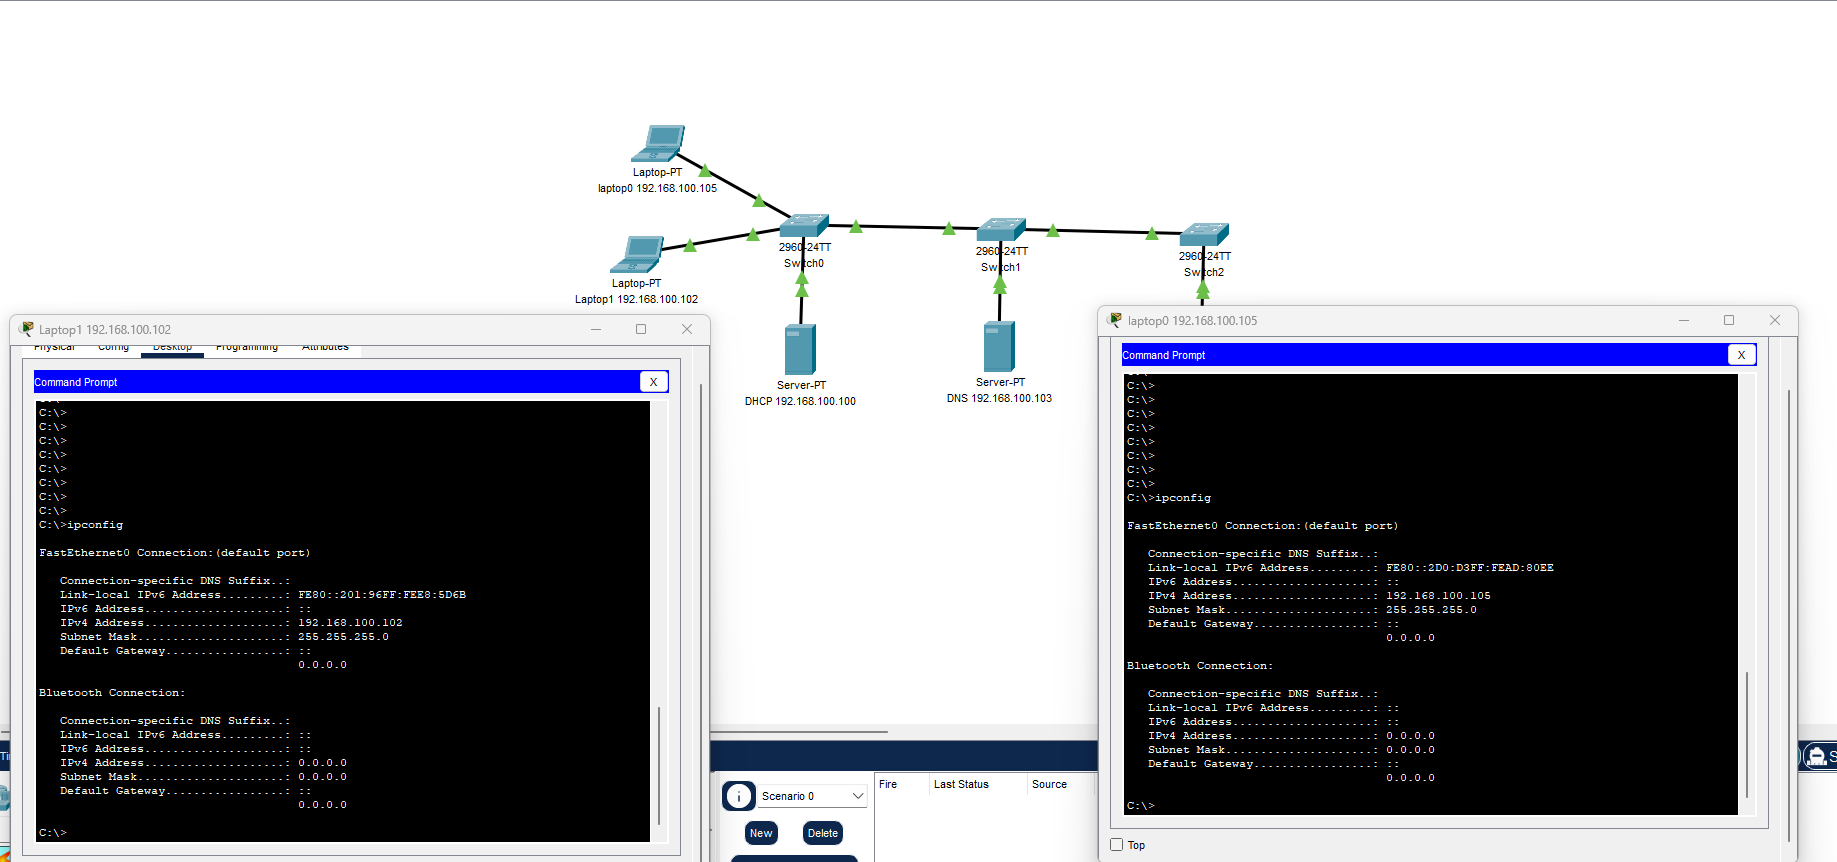 Laptop-PT
laptop0 192.168.100.105
Laptop-PT
Laptop1 192.168.100.102
2960-24TT
Switch0
2960-24TT
Switch1
2960-24TT
Switch2
Server-PT
DHCP 192.168.100.100
Server-PT
DNS 192.168.100.103
Laptop1 192.168.100.102
Physical Config Desktop Programming Attributes
Command Prompt
X
C:\>
C:\>
C:\>
C:\>
C:\>
C:\>
C:\>
C:\>
C:\>ipconfig
FastEthernet0 Connection:(default port)
Connection-specific DNS Suffix..:
Link-local IPv6 Address.........: FE80::201:96FF:FEE8:5D6B
IPv6 Address....................: ::
IPv4 Address....................: 192.168.100.102
Subnet Mask.....................: 255.255.255.0
Default Gateway.................: ::
0.0.0.0
Bluetooth Connection:
Connection-specific DNS Suffix..:
Link-local IPv6 Address.........: ::
IPv6 Address....................: ::
IPv4 Address....................: 0.0.0.0
Subnet Mask.....................: 0.0.0.0
Default Gateway.................: ::
0.0.0.0
C:\>
laptop0 192.168.100.105
Command Prompt
X
C:\>
C:\>
C:\>
C:\>
C:\>
C:\>
C:\>
C:\>
C:\>ipconfig
FastEthernet0 Connection:(default port)
Connection-specific DNS Suffix..:
Link-local IPv6 Address.........: FE80::2D0:D3FF:FEAD:80EE
IPv6 Address....................: ::
IPv4 Address....................: 192.168.100.105
Subnet Mask.....................: 255.255.255.0
Default Gateway.................: ::
0.0.0.0
Bluetooth Connection:
Connection-specific DNS Suffix..:
Link-local IPv6 Address.........: ::
IPv6 Address....................: ::
IPv4 Address....................: 0.0.0.0
Subnet Mask.....................: 0.0.0.0
Default Gateway.................: ::
0.0.0.0
C:\>
Top
Scenario 0
New Delete
Fire Last Status Source